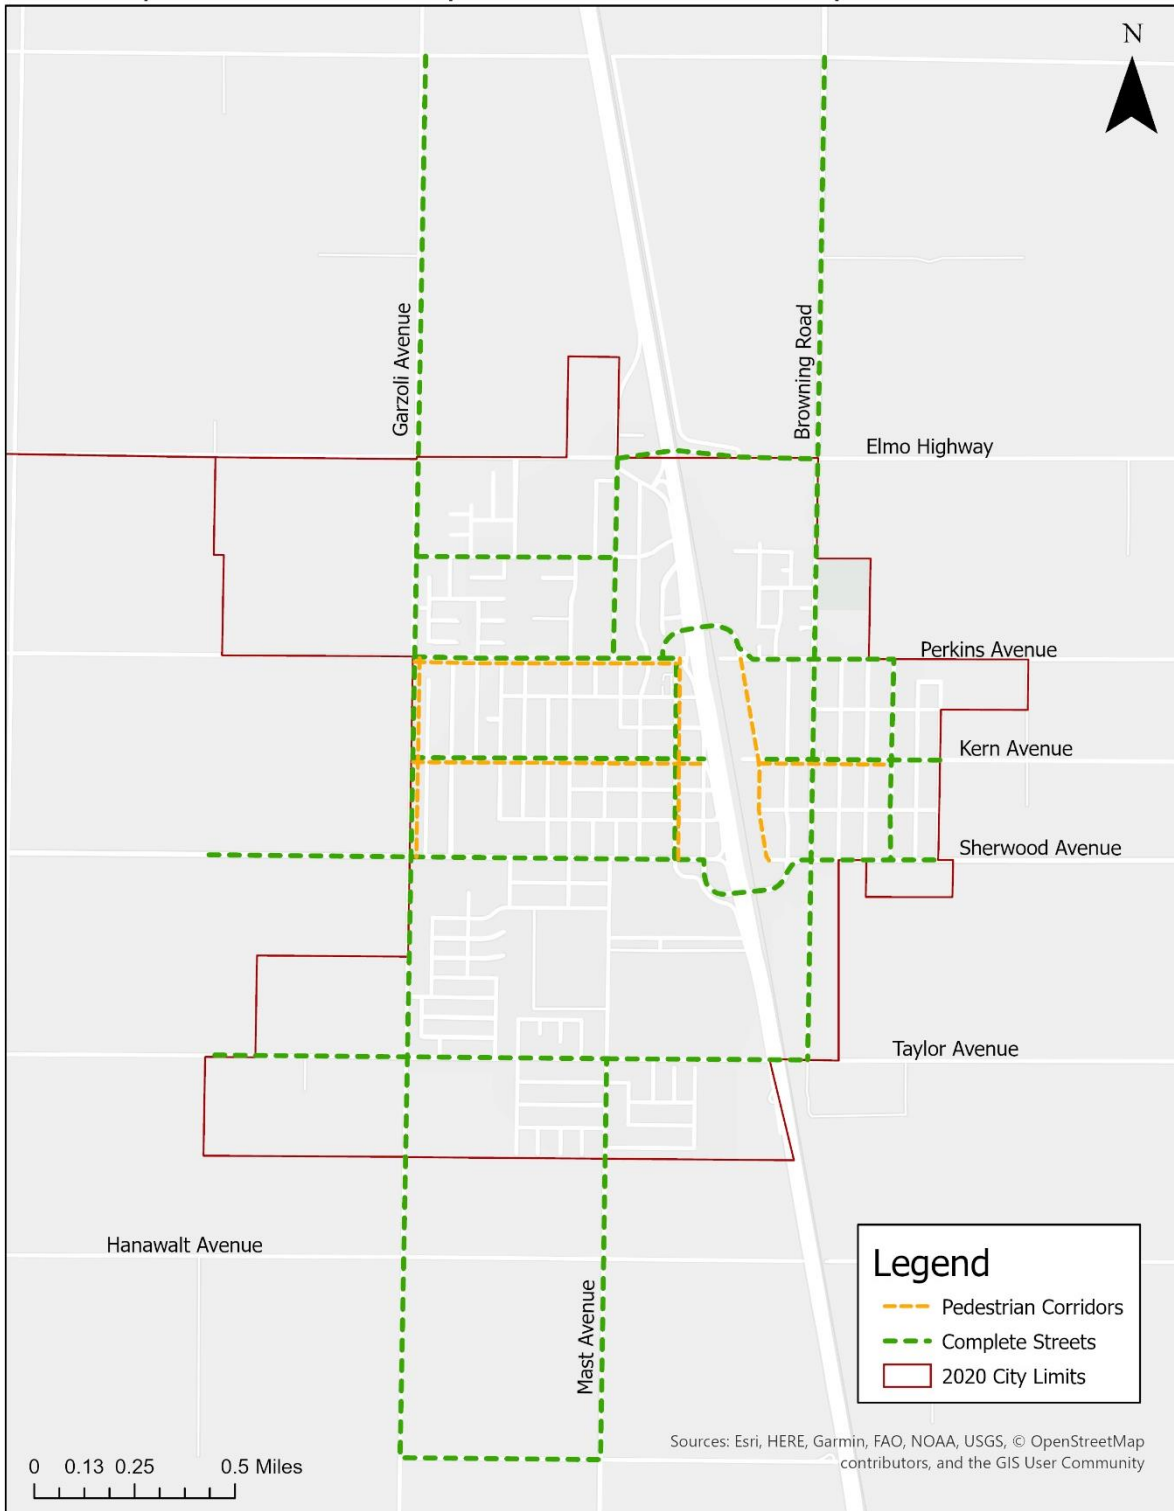 N
Garzoli Avenue
Browning Road
Elmo Highway
Perkins Avenue
Kern Avenue
Sherwood Avenue
Taylor Avenue
Hanawalt Avenue
Mast Avenue
Legend
Pedestrian Corridors
Complete Streets
2020 City Limits
Sources: Esri, HERE, Garmin, FAO, NOAA, USGS, © OpenStreetMap
contributors, and the GIS User Community
0 0.13 0.25 0.5 Miles